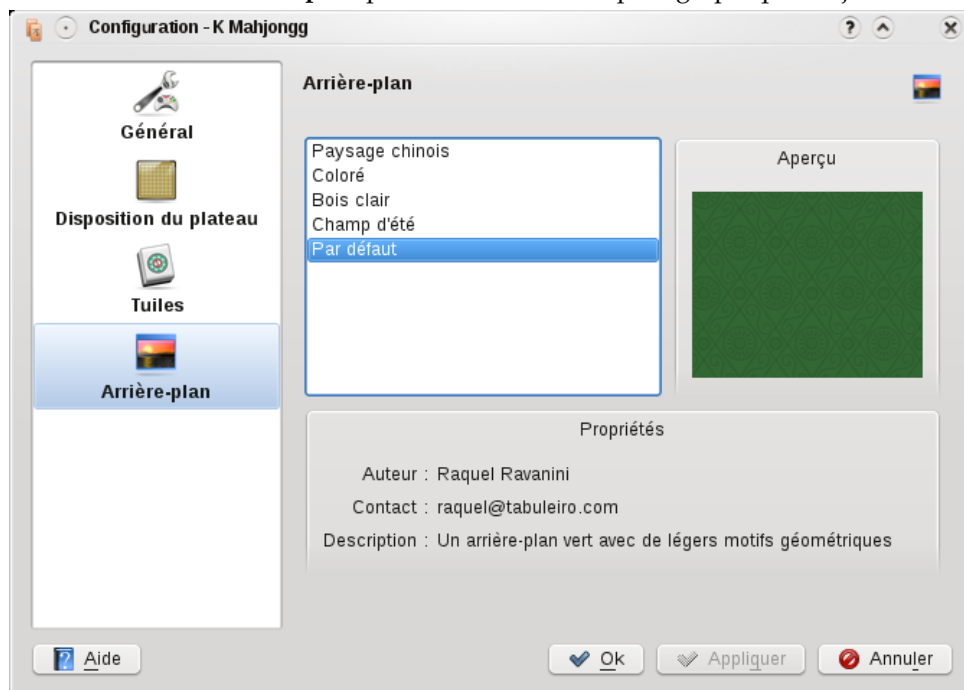 Configuration - K Mahjongg
Général
Disposition du plateau
Tuiles
Arrière-plan
Arrière-plan
Paysage chinois
Coloré
Bois clair
Champ d'été
Par défaut
Aperçu
Propriétés
Auteur : Raquel Ravanini
Contact : raquel@tabuleiro.com
Description : Un arrière-plan vert avec de légers motifs géométriques
Aide
Ok
Appliquer
Annuler